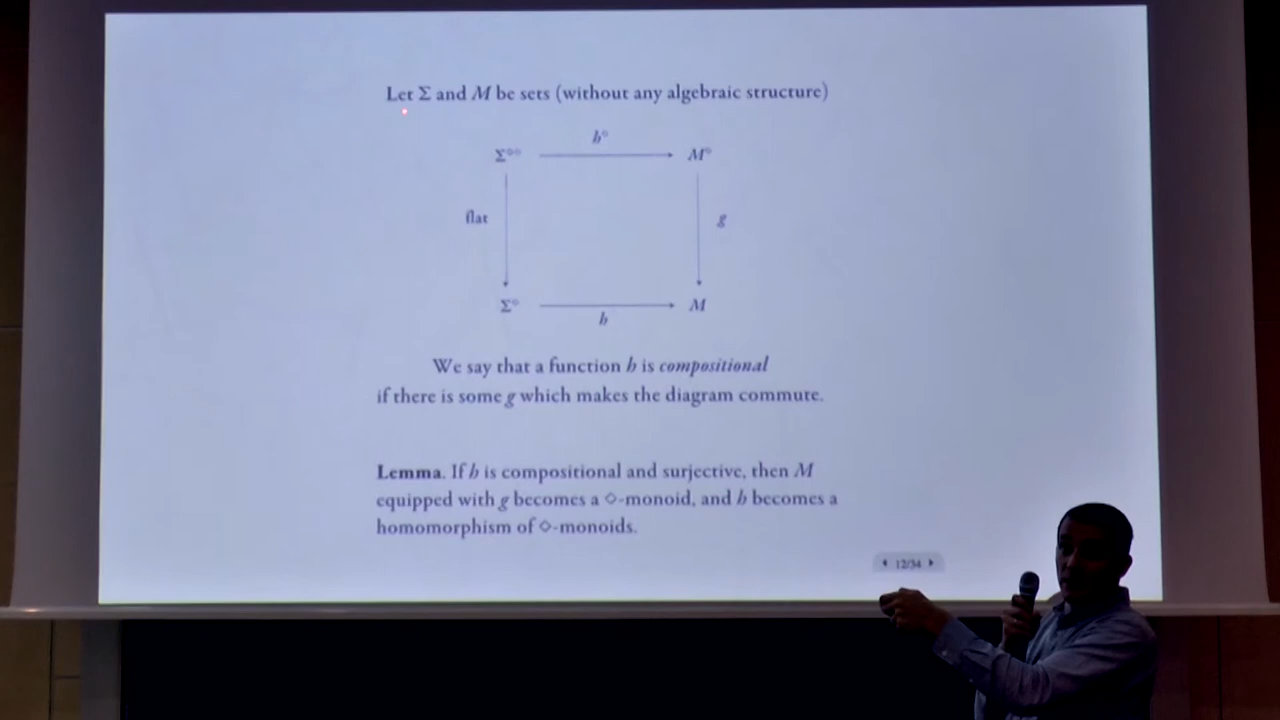 Let Σ and M be sets (without any algebraic structure)
h°
Σ°° M°
flat g
Σ° M
h
We say that a function h is compositional
if there is some g which makes the diagram commute.
Lemma. If h is compositional and surjective, then M
equipped with g becomes a ◇-monoid, and h becomes a
homomorphism of ◇-monoids.
12/34